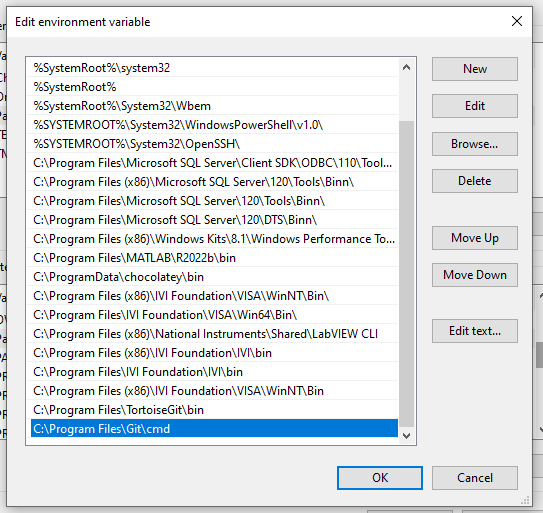 Edit environment variable
%SystemRoot%\system32
%SystemRoot%
%SystemRoot%\System32\Wbem
%SYSTEMROOT%\System32\WindowsPowerShell\v1.0\
%SYSTEMROOT%\System32\OpenSSH\
C:\Program Files\Microsoft SQL Server\Client SDK\ODBC\110\Tool...
C:\Program Files (x86)\Microsoft SQL Server\120\Tools\Binn\
C:\Program Files\Microsoft SQL Server\120\Tools\Binn\
C:\Program Files\Microsoft SQL Server\120\DTS\Binn\
C:\Program Files (x86)\Windows Kits\8.1\Windows Performance To...
C:\Program Files\MATLAB\R2022b\bin
C:\ProgramData\chocolatey\bin
C:\Program Files (x86)\IVI Foundation\VISA\WinNT\Bin\
C:\Program Files\IVI Foundation\VISA\Win64\Bin\
C:\Program Files (x86)\National Instruments\Shared\LabVIEW CLI
C:\Program Files (x86)\IVI Foundation\IVI\bin
C:\Program Files\IVI Foundation\IVI\bin
C:\Program Files (x86)\IVI Foundation\VISA\WinNT\Bin
C:\Program Files\TortoiseGit\bin
C:\Program Files\Git\cmd
New
Edit
Browse...
Delete
Move Up
Move Down
Edit text...
OK
Cancel